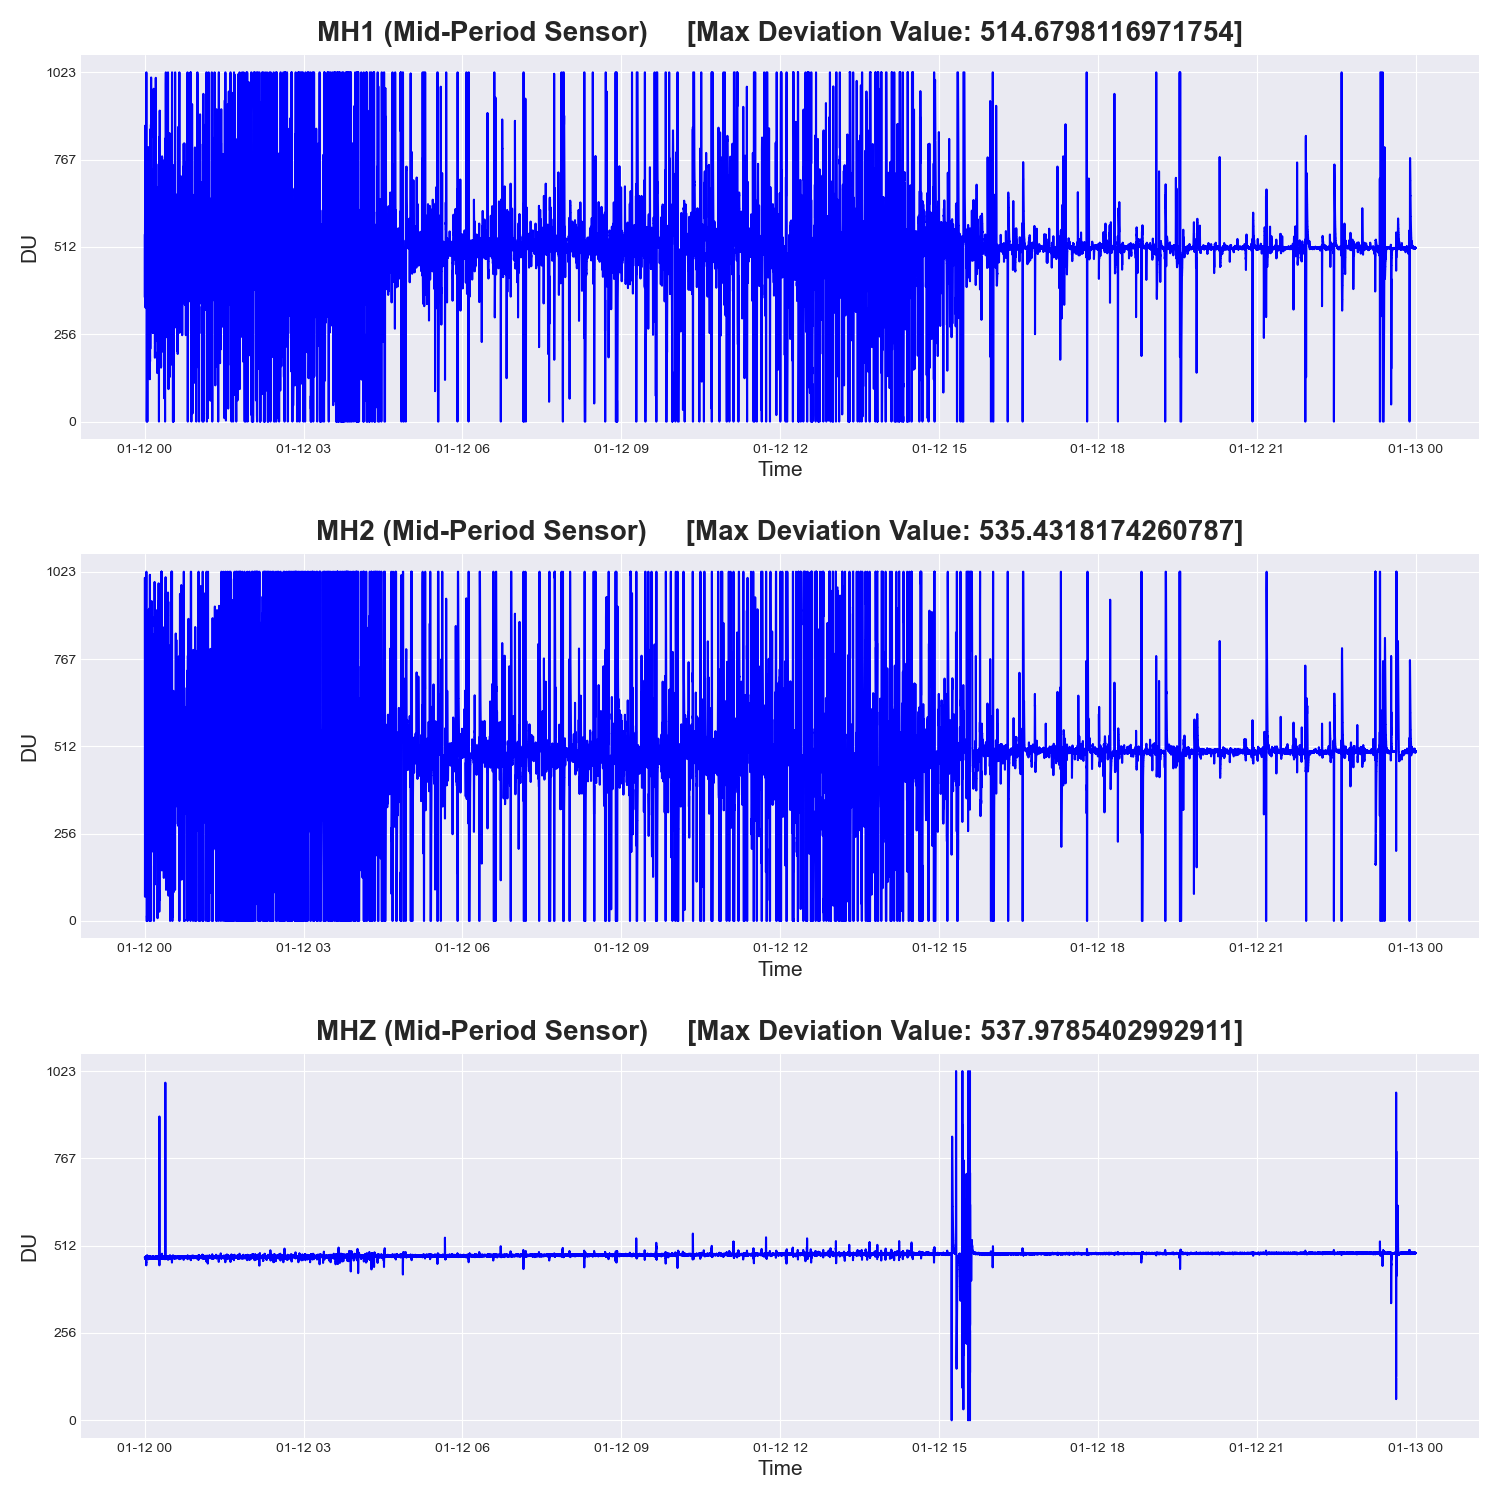 MH1 (Mid-Period Sensor)     [Max Deviation Value: 514.6798116971754]
1023
767
512
256
0
DU
01-12 00 01-12 03 01-12 06 01-12 09 01-12 12 01-12 15 01-12 18 01-12 21 01-13 00
Time
MH2 (Mid-Period Sensor)     [Max Deviation Value: 535.4318174260787]
1023
767
512
256
0
DU
01-12 00 01-12 03 01-12 06 01-12 09 01-12 12 01-12 15 01-12 18 01-12 21 01-13 00
Time
MHZ (Mid-Period Sensor)     [Max Deviation Value: 537.9785402992911]
1023
767
512
256
0
DU
01-12 00 01-12 03 01-12 06 01-12 09 01-12 12 01-12 15 01-12 18 01-12 21 01-13 00
Time